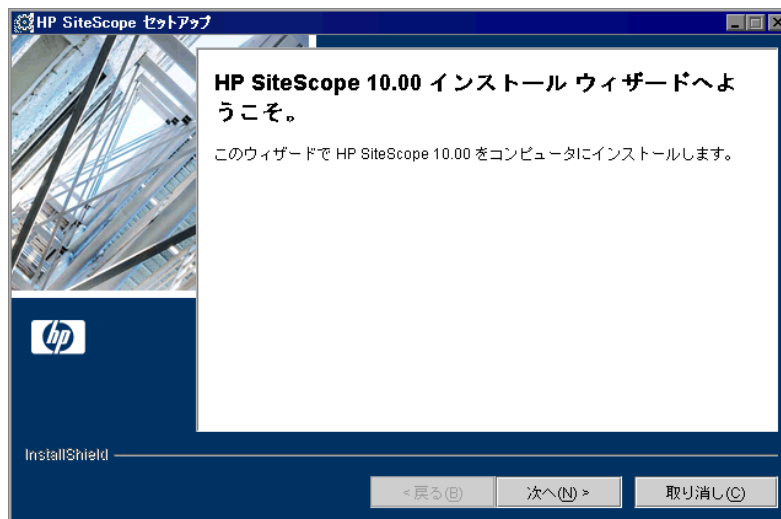 HP SiteScope セットアップ
HP SiteScope 10.00 インストール ウィザードへよ
うこそ。
このウィザードで HP SiteScope 10.00 をコンピュータにインストールします。
hp
InstallShield
< 戻る(B)
次へ(N) >
取り消し(C)